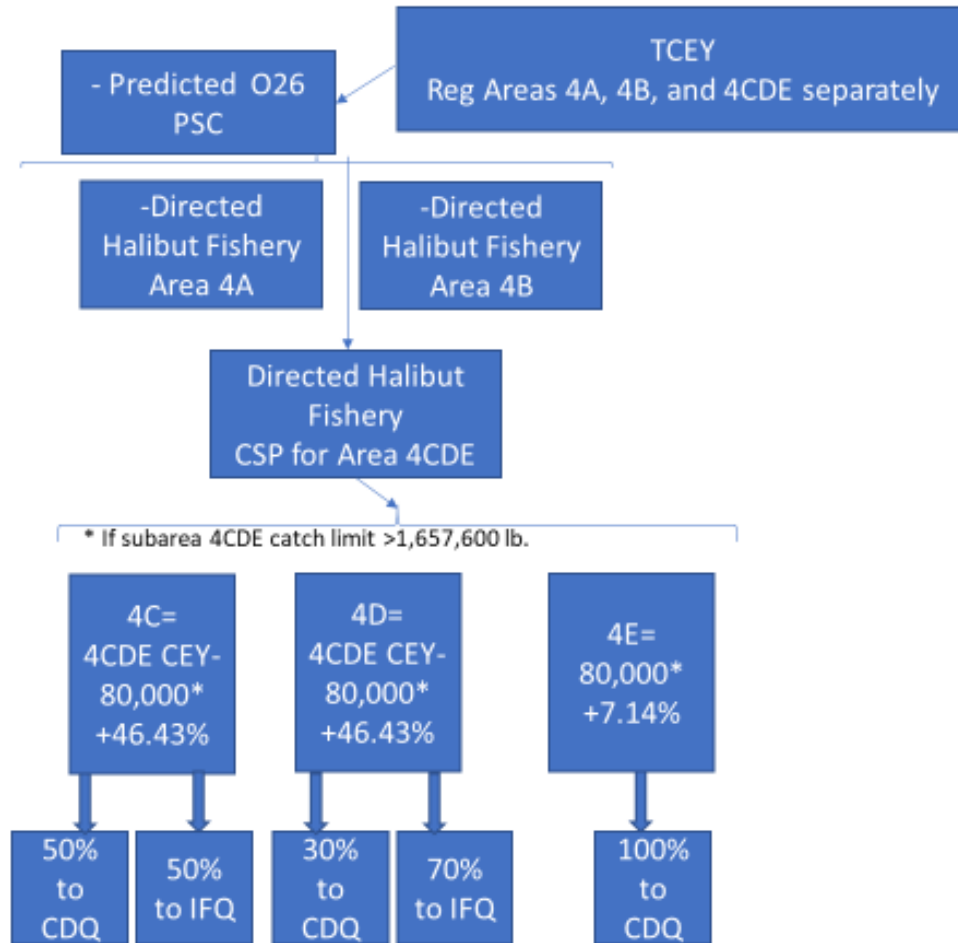 TCEY
Reg Areas 4A, 4B, and 4CDE separately
- Predicted O26
PSC
-Directed
Halibut Fishery
Area 4A
-Directed
Halibut Fishery
Area 4B
Directed Halibut
Fishery
CSP for Area 4CDE
* If subarea 4CDE catch limit >1,657,600 lb.
4C=
4CDE CEY-
80,000*
+46.43%
4D=
4CDE CEY-
80,000*
+46.43%
4E=
80,000*
+7.14%
50%
to
CDQ
50%
to IFQ
30%
to
CDQ
70%
to IFQ
100%
to
CDQ